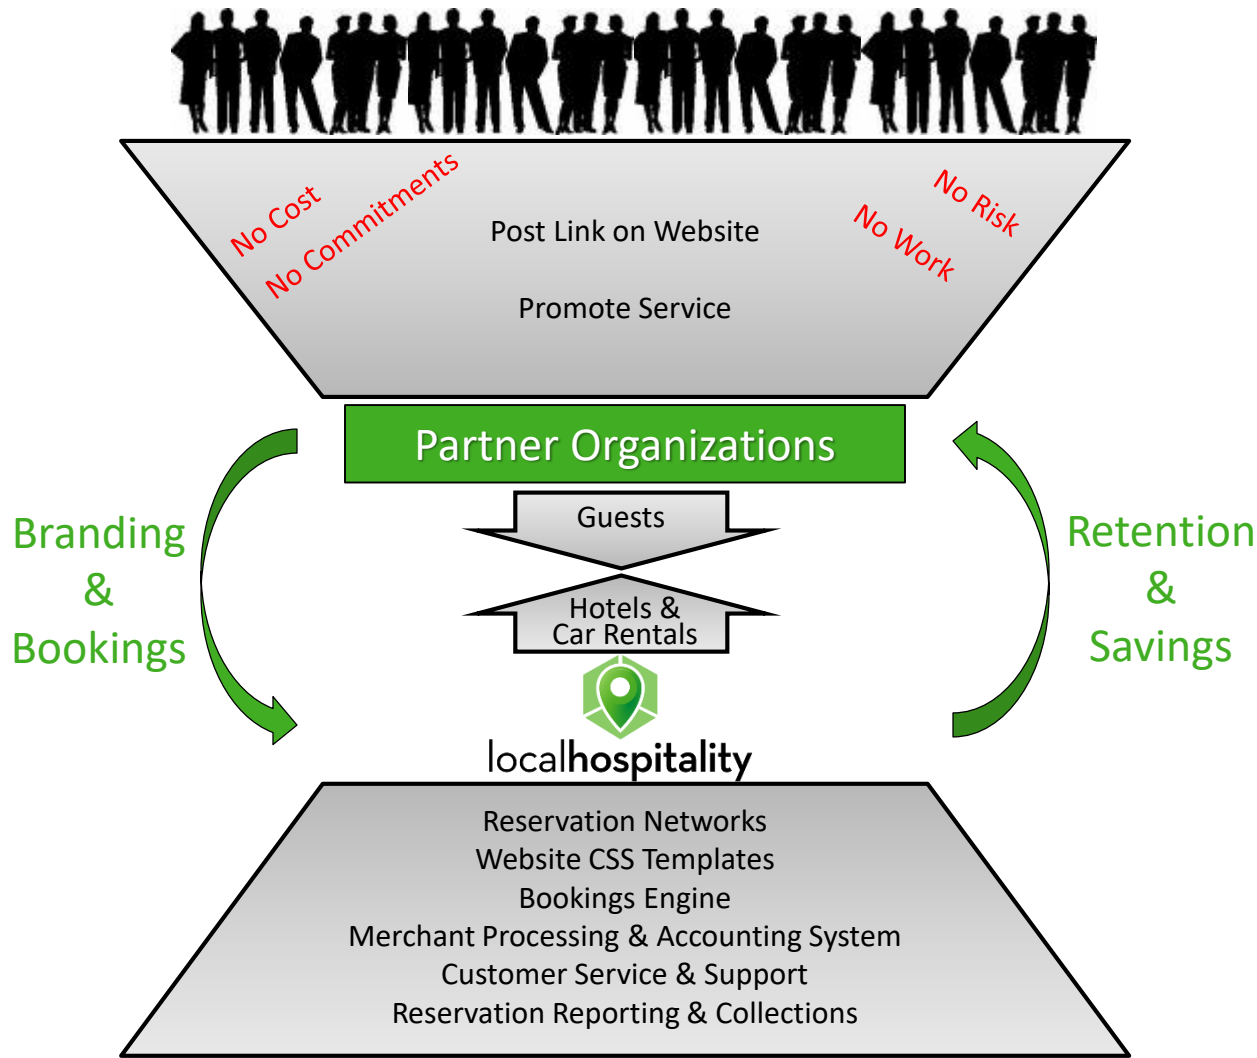 No Cost
No Commitments
No Risk
No Work
Post Link on Website
Promote Service
Partner Organizations
Guests
Branding
&
Bookings
Retention
&
Savings
Hotels &
Car Rentals
localhospitality
Reservation Networks
Website CSS Templates
Bookings Engine
Merchant Processing & Accounting System
Customer Service & Support
Reservation Reporting & Collections